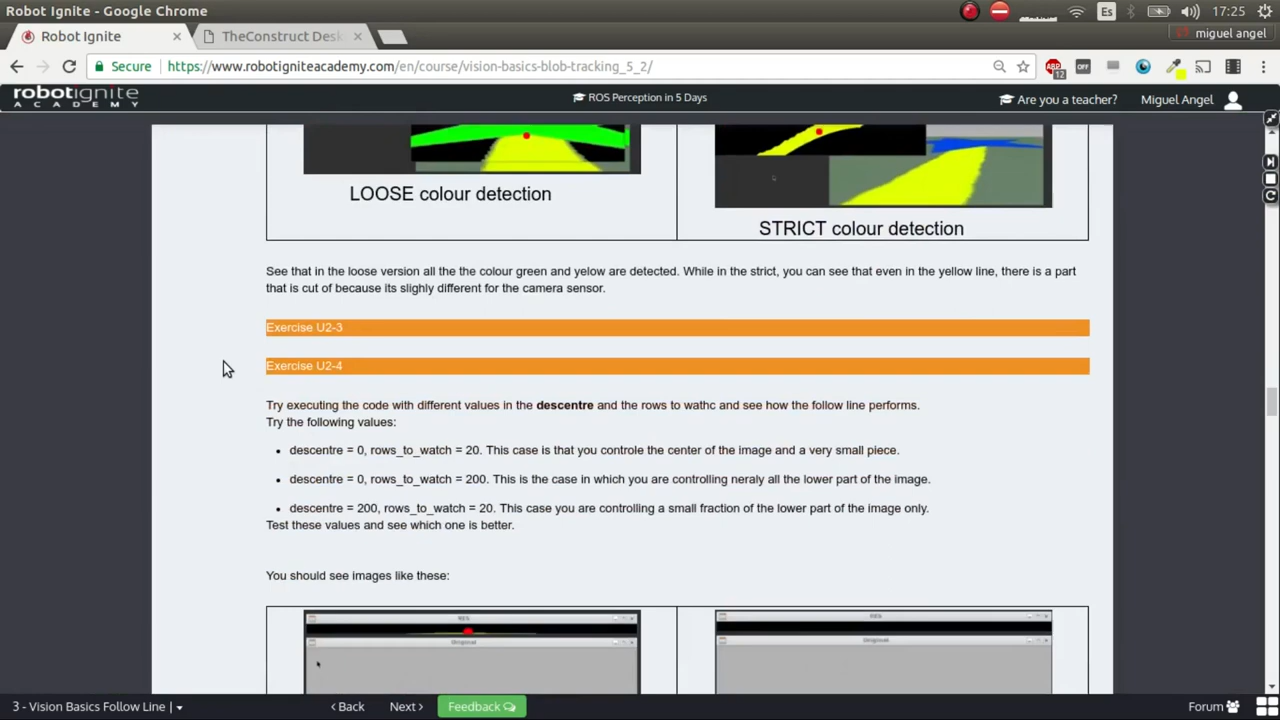 Robot Ignite - Google Chrome
Es
17:25
Robot Ignite
TheConstruct Desk
miguel angel
Secure
https://www.robotigniteacademy.com/en/course/vision-basics-blob-tracking_5_2/
ABP
12
OFF
robotignite
ACADEMY
ROS Perception in 5 Days
Are you a teacher?
Miguel Angel
LOOSE colour detection
STRICT colour detection
See that in the loose version all the the colour green and yelow are detected. While in the strict, you can see that even in the yellow line, there is a part
that is cut of because its slighly different for the camera sensor.
Exercise U2-3
Exercise U2-4
Try executing the code with different values in the descentre and the rows to wathc and see how the follow line performs.
Try the following values:
• descentre = 0, rows_to_watch = 20. This case is that you controle the center of the image and a very small piece.
• descentre = 0, rows_to_watch = 200. This is the case in which you are controlling neraly all the lower part of the image.
• descentre = 200, rows_to_watch = 20. This case you are controlling a small fraction of the lower part of the image only.
Test these values and see which one is better.
You should see images like these:
RES
RES
Original
Original
3 - Vision Basics Follow Line |
Back
Next
Feedback
Forum